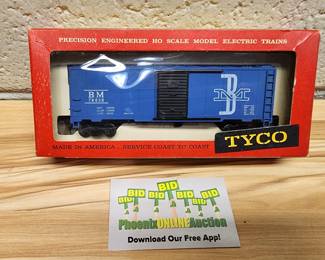 PRECISION ENGINEERED HO SCALE MODEL ELECTRIC TRAINS
BM
B
M
MADE IN AMERICA...SERVICE COAST TO COAST
TYCO
BID BID BID BID BID
PhoenixONLINEAuction
Download Our Free App!